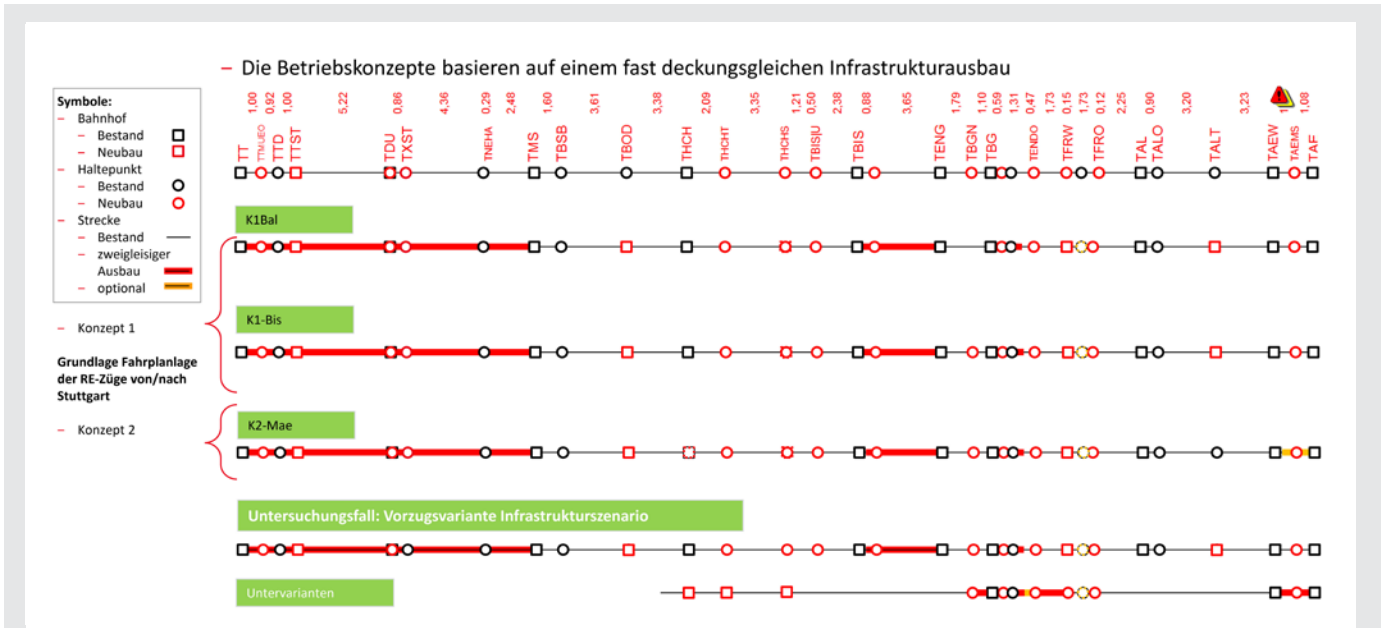 – Die Betriebskonzepte basieren auf einem fast deckungsgleichen Infrastrukturausbau
Symbole:
– Bahnhof
– Bestand
– Neubau
– Haltepunkt
– Bestand
– Neubau
– Strecke
– Bestand
– zweigleisiger
Ausbau
– optional
1,00 0,92 1,00 5,22 0,86 4,36 0,29 2,48 1,60 3,61 3,38 2,09 3,35 1,21 0,50 2,38 0,88 3,65 1,79 1,10 0,59 1,31 0,47 1,73 0,15 1,73 0,12 2,25 0,90 3,20 3,23 1,08
TT TTD TTST TDU TXST TNEHA TMS TBSB TBOD THCH THCHT THCHS TBISJU TBIS TENG TBGN TBG TENDO TFRW TFRO TAL TALO TALT TAEW TAEMS TAF
K1Bal
K1-Bis
– Konzept 1
Grundlage Fahrplanlage
der RE-Züge von/nach
Stuttgart
K2-Mae
– Konzept 2
Untersuchungsfall: Vorzugsvariante Infrastrukturszenario
Untervarianten